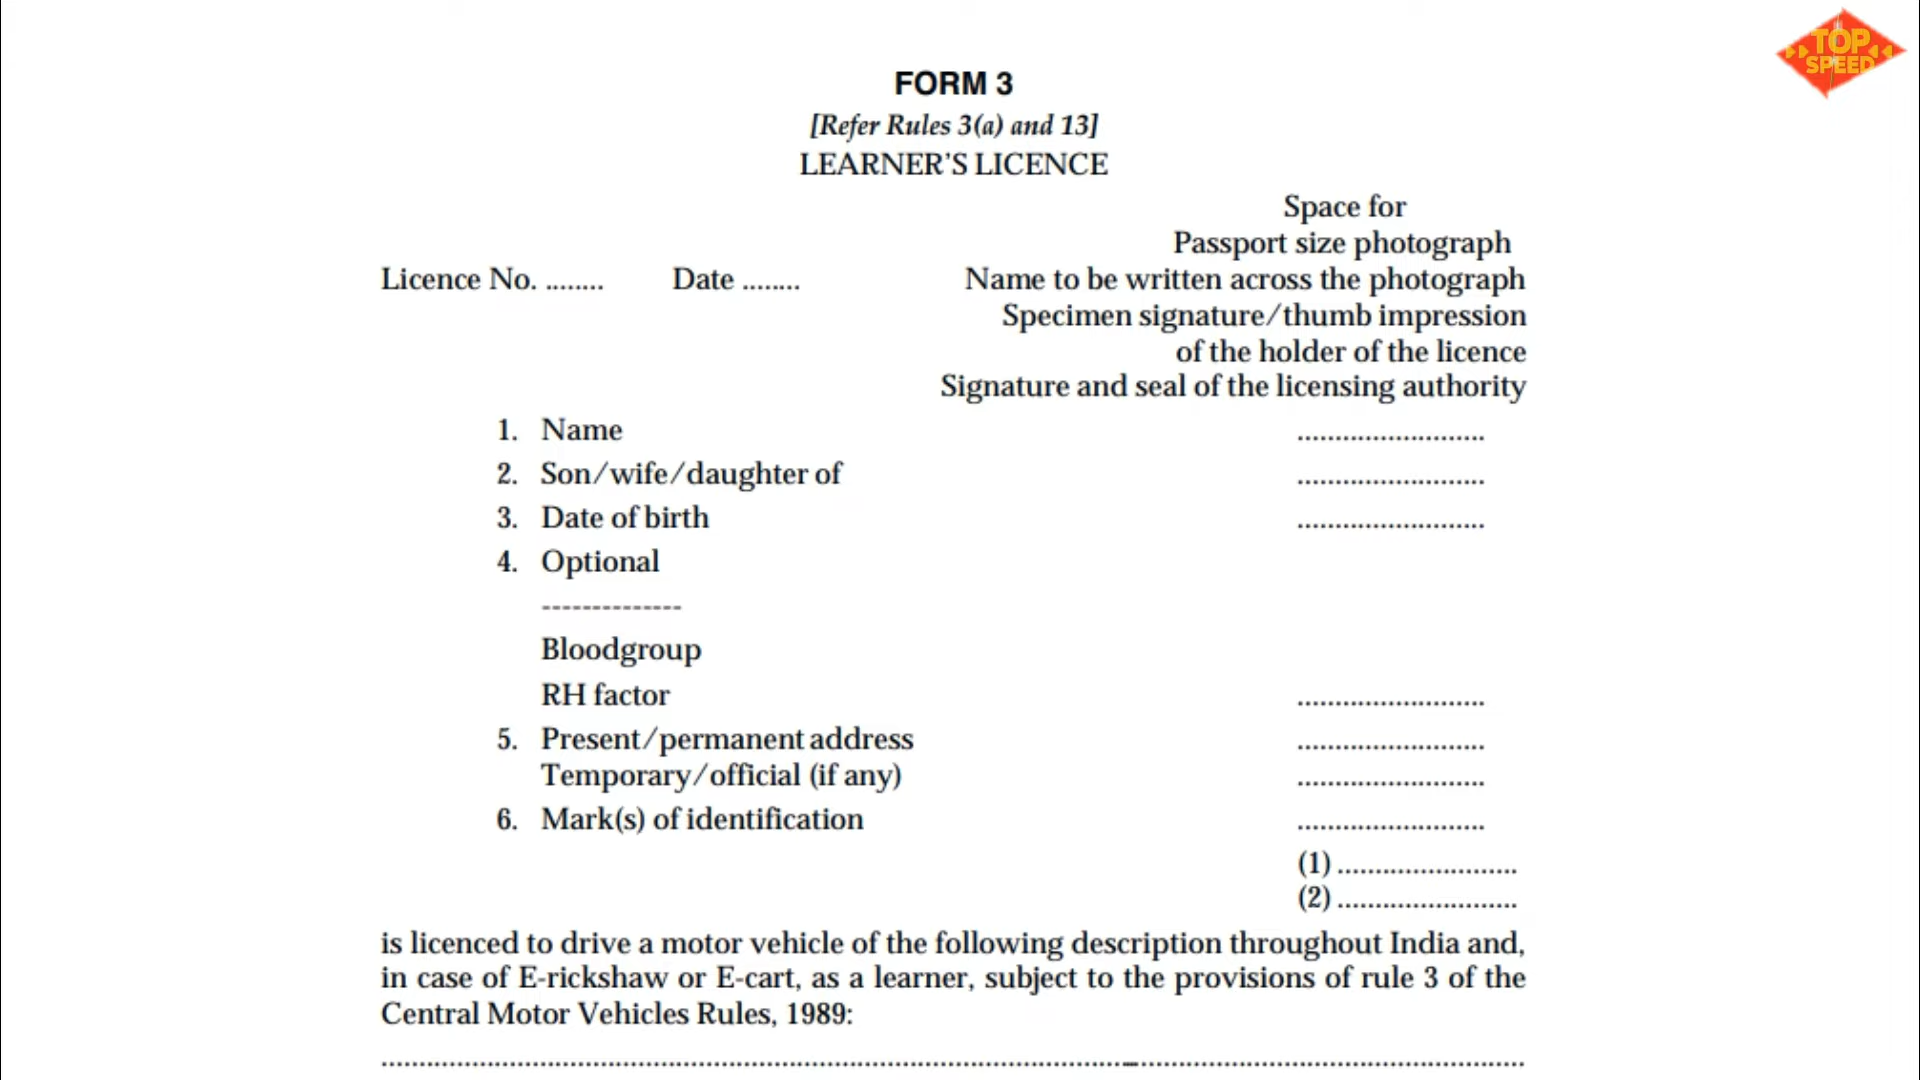 TOP
SPEED
FORM 3
[Refer Rules 3(a) and 13]
LEARNER'S LICENCE
Space for
Passport size photograph
Licence No. ........ Date ........ Name to be written across the photograph
Specimen signature/thumb impression
of the holder of the licence
Signature and seal of the licensing authority
1. Name .........................
2. Son/wife/daughter of .........................
3. Date of birth .........................
4. Optional
--------------
Bloodgroup
RH factor .........................
5. Present/permanent address .........................
Temporary/official (if any) .........................
6. Mark(s) of identification .........................
(1) ........................
(2) ........................
is licenced to drive a motor vehicle of the following description throughout India and,
in case of E-rickshaw or E-cart, as a learner, subject to the provisions of rule 3 of the
Central Motor Vehicles Rules, 1989: